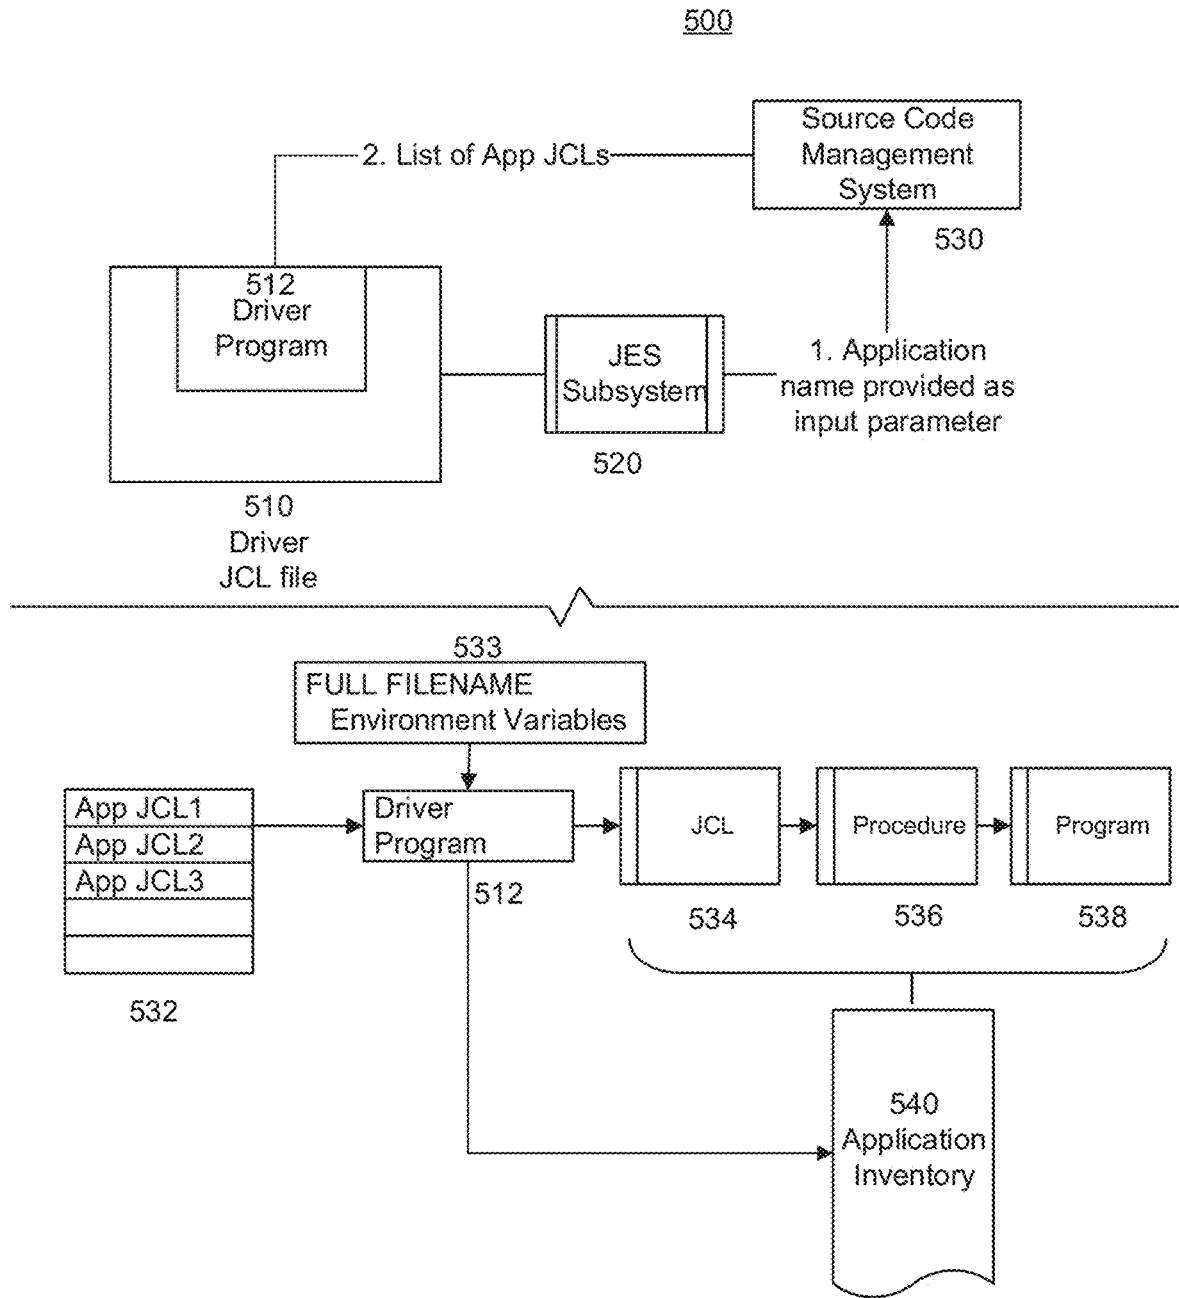 500
Source Code
Management
System
530
2. List of App JCLs
512
Driver
Program
JES
Subsystem
520
1. Application
name provided as
input parameter
510
Driver
JCL file
533
FULL FILENAME
Environment Variables
App JCL1
App JCL2
App JCL3
532
Driver
Program
512
JCL
534
Procedure
536
Program
538
540
Application
Inventory